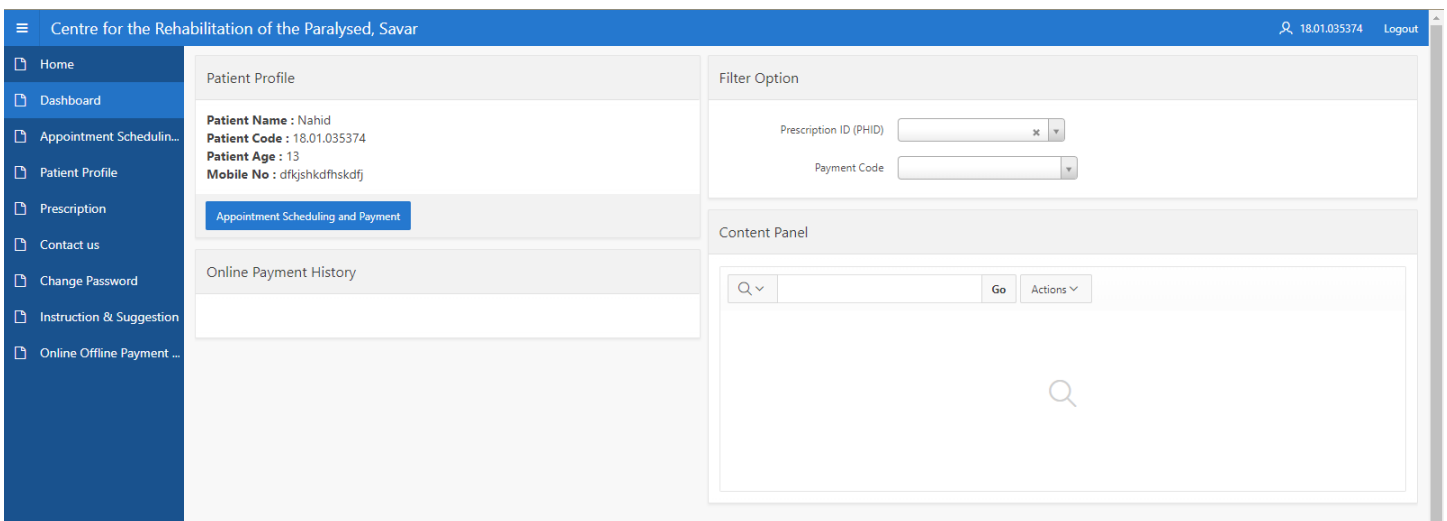 Centre for the Rehabilitation of the Paralysed, Savar
18.01.035374 Logout
Home
Dashboard
Appointment Schedulin...
Patient Profile
Prescription
Contact us
Change Password
Instruction & Suggestion
Online Offline Payment ...
Patient Profile
Patient Name : Nahid
Patient Code : 18.01.035374
Patient Age : 13
Mobile No : dfkjshkdfhskdfj
Appointment Scheduling and Payment
Online Payment History
Filter Option
Prescription ID (PHID)
Payment Code
Content Panel
Go Actions